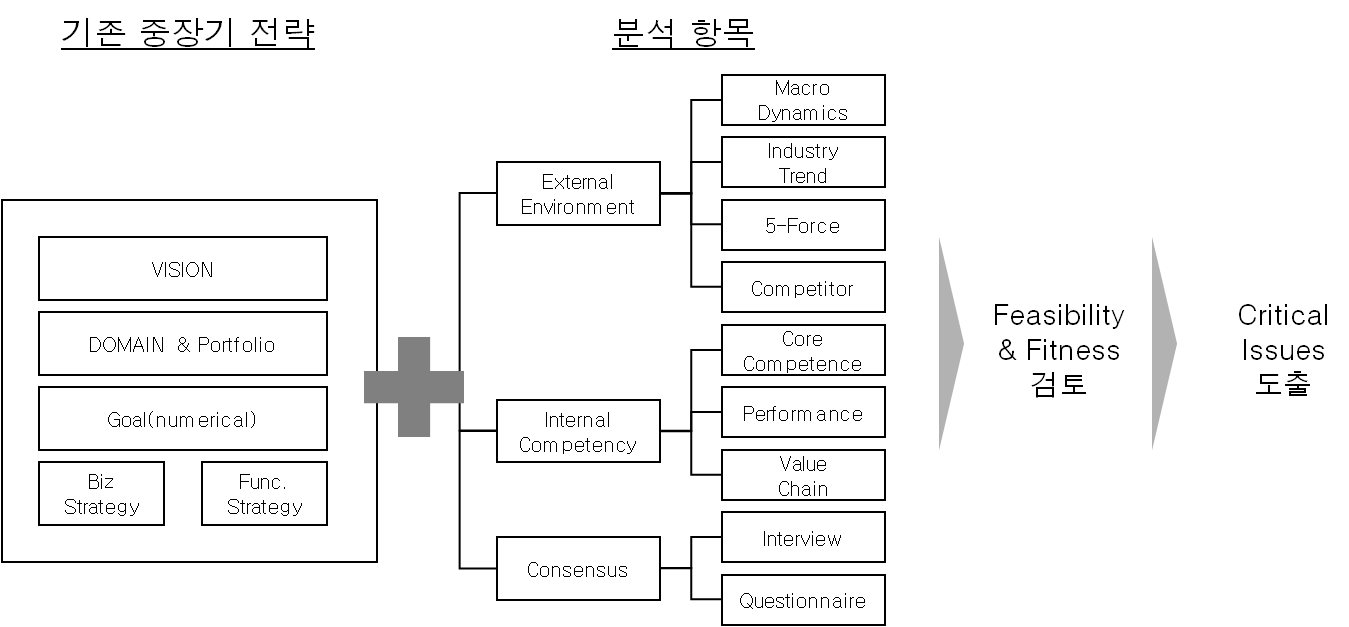 기존 중장기 전략
분석 항목
VISION
DOMAIN & Portfolio
Goal(numerical)
Biz
Strategy
Func.
Strategy
External
Environment
Macro
Dynamics
Industry
Trend
5-Force
Competitor
Internal
Competency
Core
Competence
Performance
Value
Chain
Consensus
Interview
Questionnaire
Feasibility
& Fitness
검토
Critical
Issues
도출